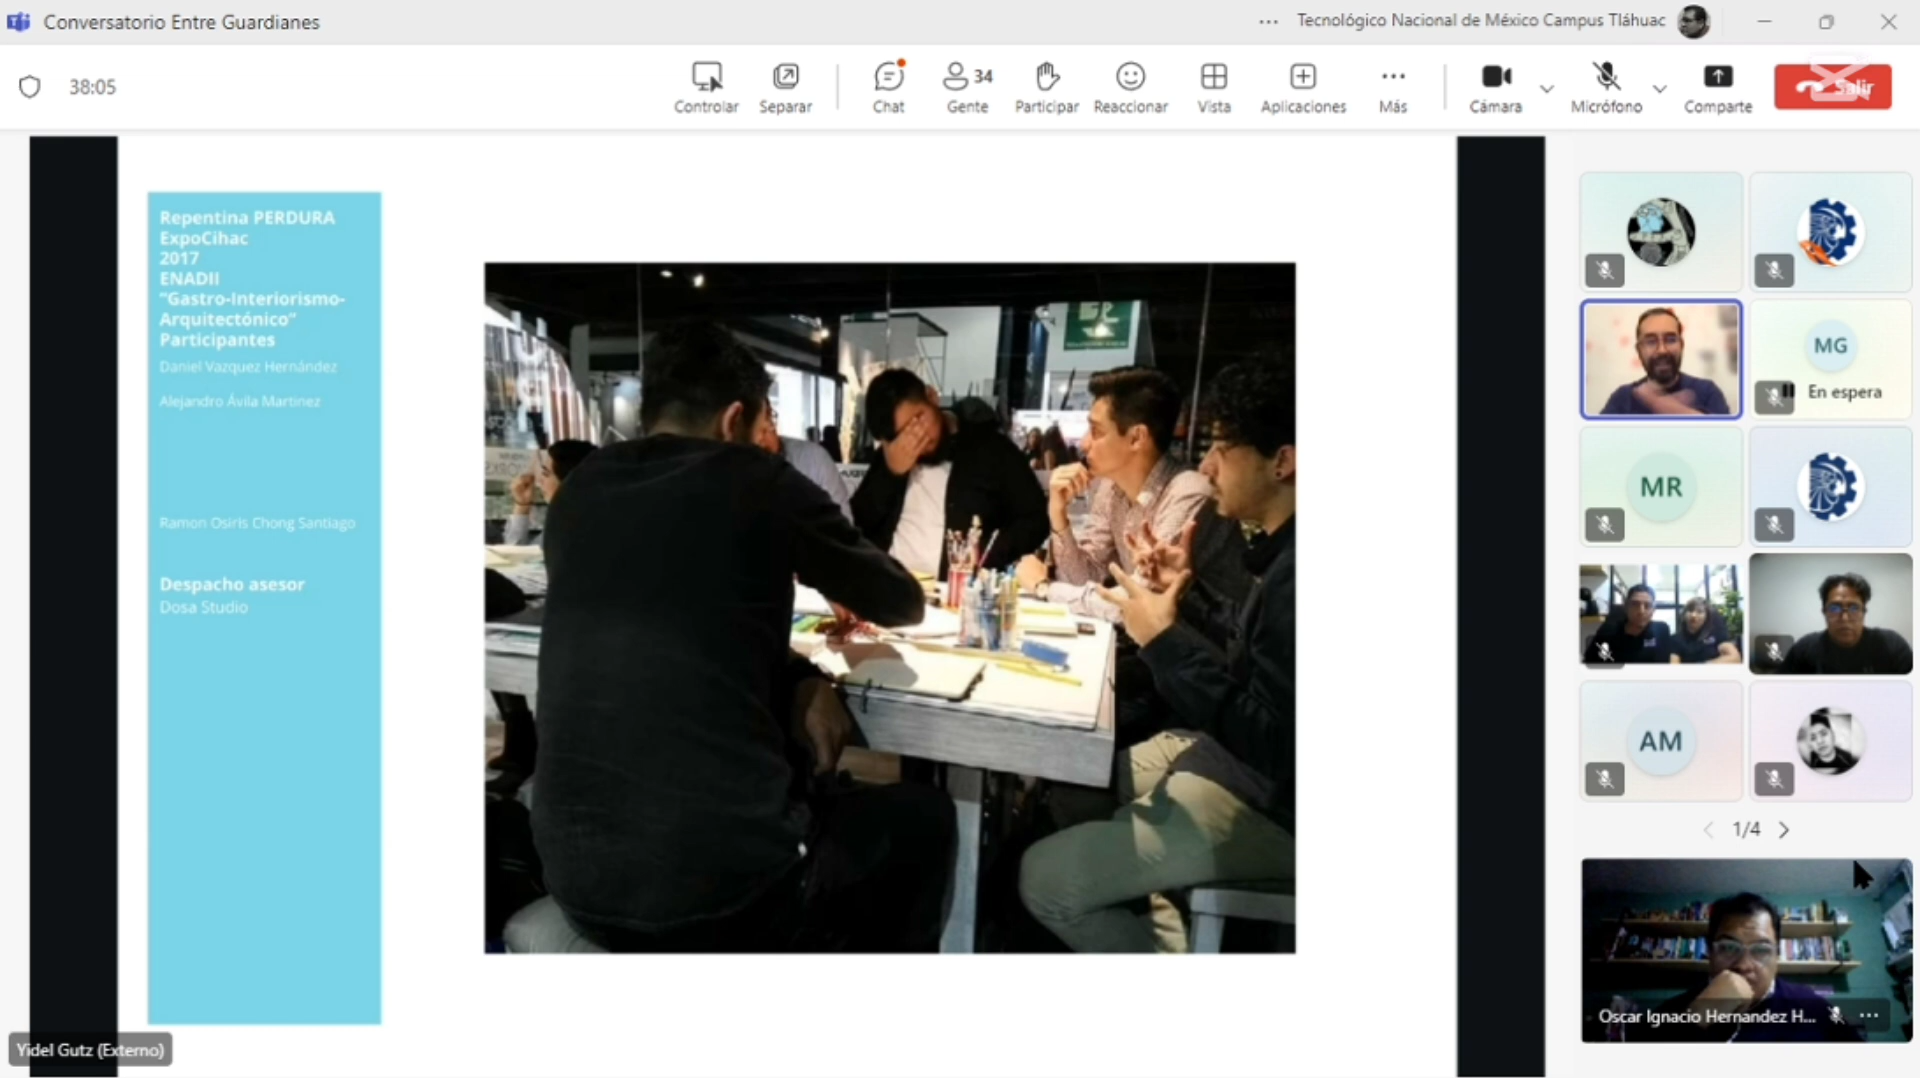 Conversatorio Entre Guardianes
Tecnológico Nacional de México Campus Tláhuac
38:05
Controlar
Separar
Chat
34
Gente
Participar
Reaccionar
Vista
Aplicaciones
Más
Cámara
Micrófono
Comparte
Salir
Repentina PERDURA
ExpoCihac
2017
ENADII
"Gastro-Interiorismo-
Arquitectónico"
Participantes
Daniel Vazquez Hernández
Alejandro Ávila Martinez
Ramon Osiris Chong Santiago
Despacho asesor
Dosa Studio
MG
En espera
MR
AM
1/4
Oscar Ignacio Hernandez H...
Yidel Gutz (Externo)